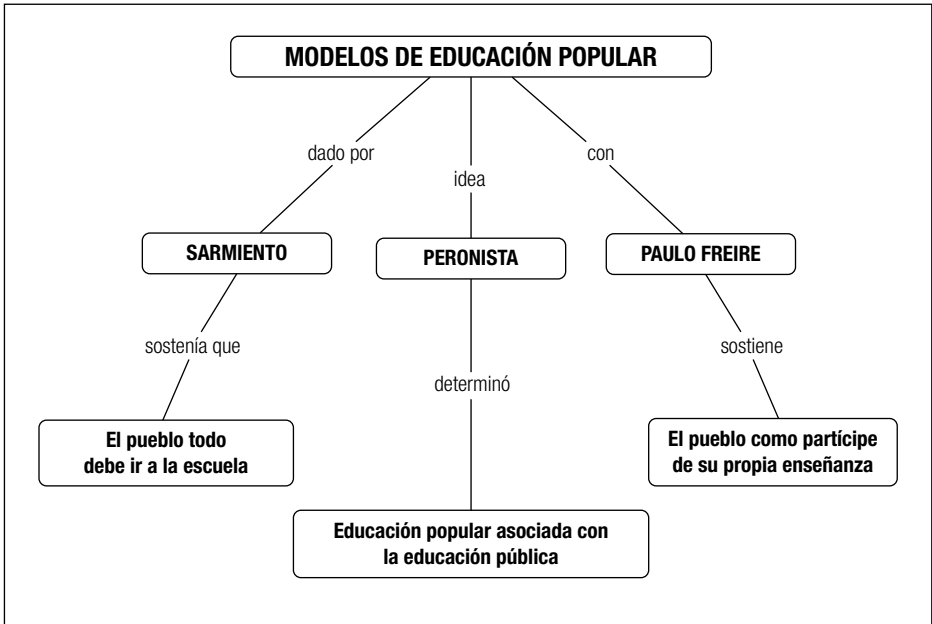 MODELOS DE EDUCACIÓN POPULAR
dado por
idea
con
SARMIENTO
PERONISTA
PAULO FREIRE
sostenía que
determinó
sostiene
El pueblo todo
debe ir a la escuela
Educación popular asociada con
la educación pública
El pueblo como partícipe
de su propia enseñanza